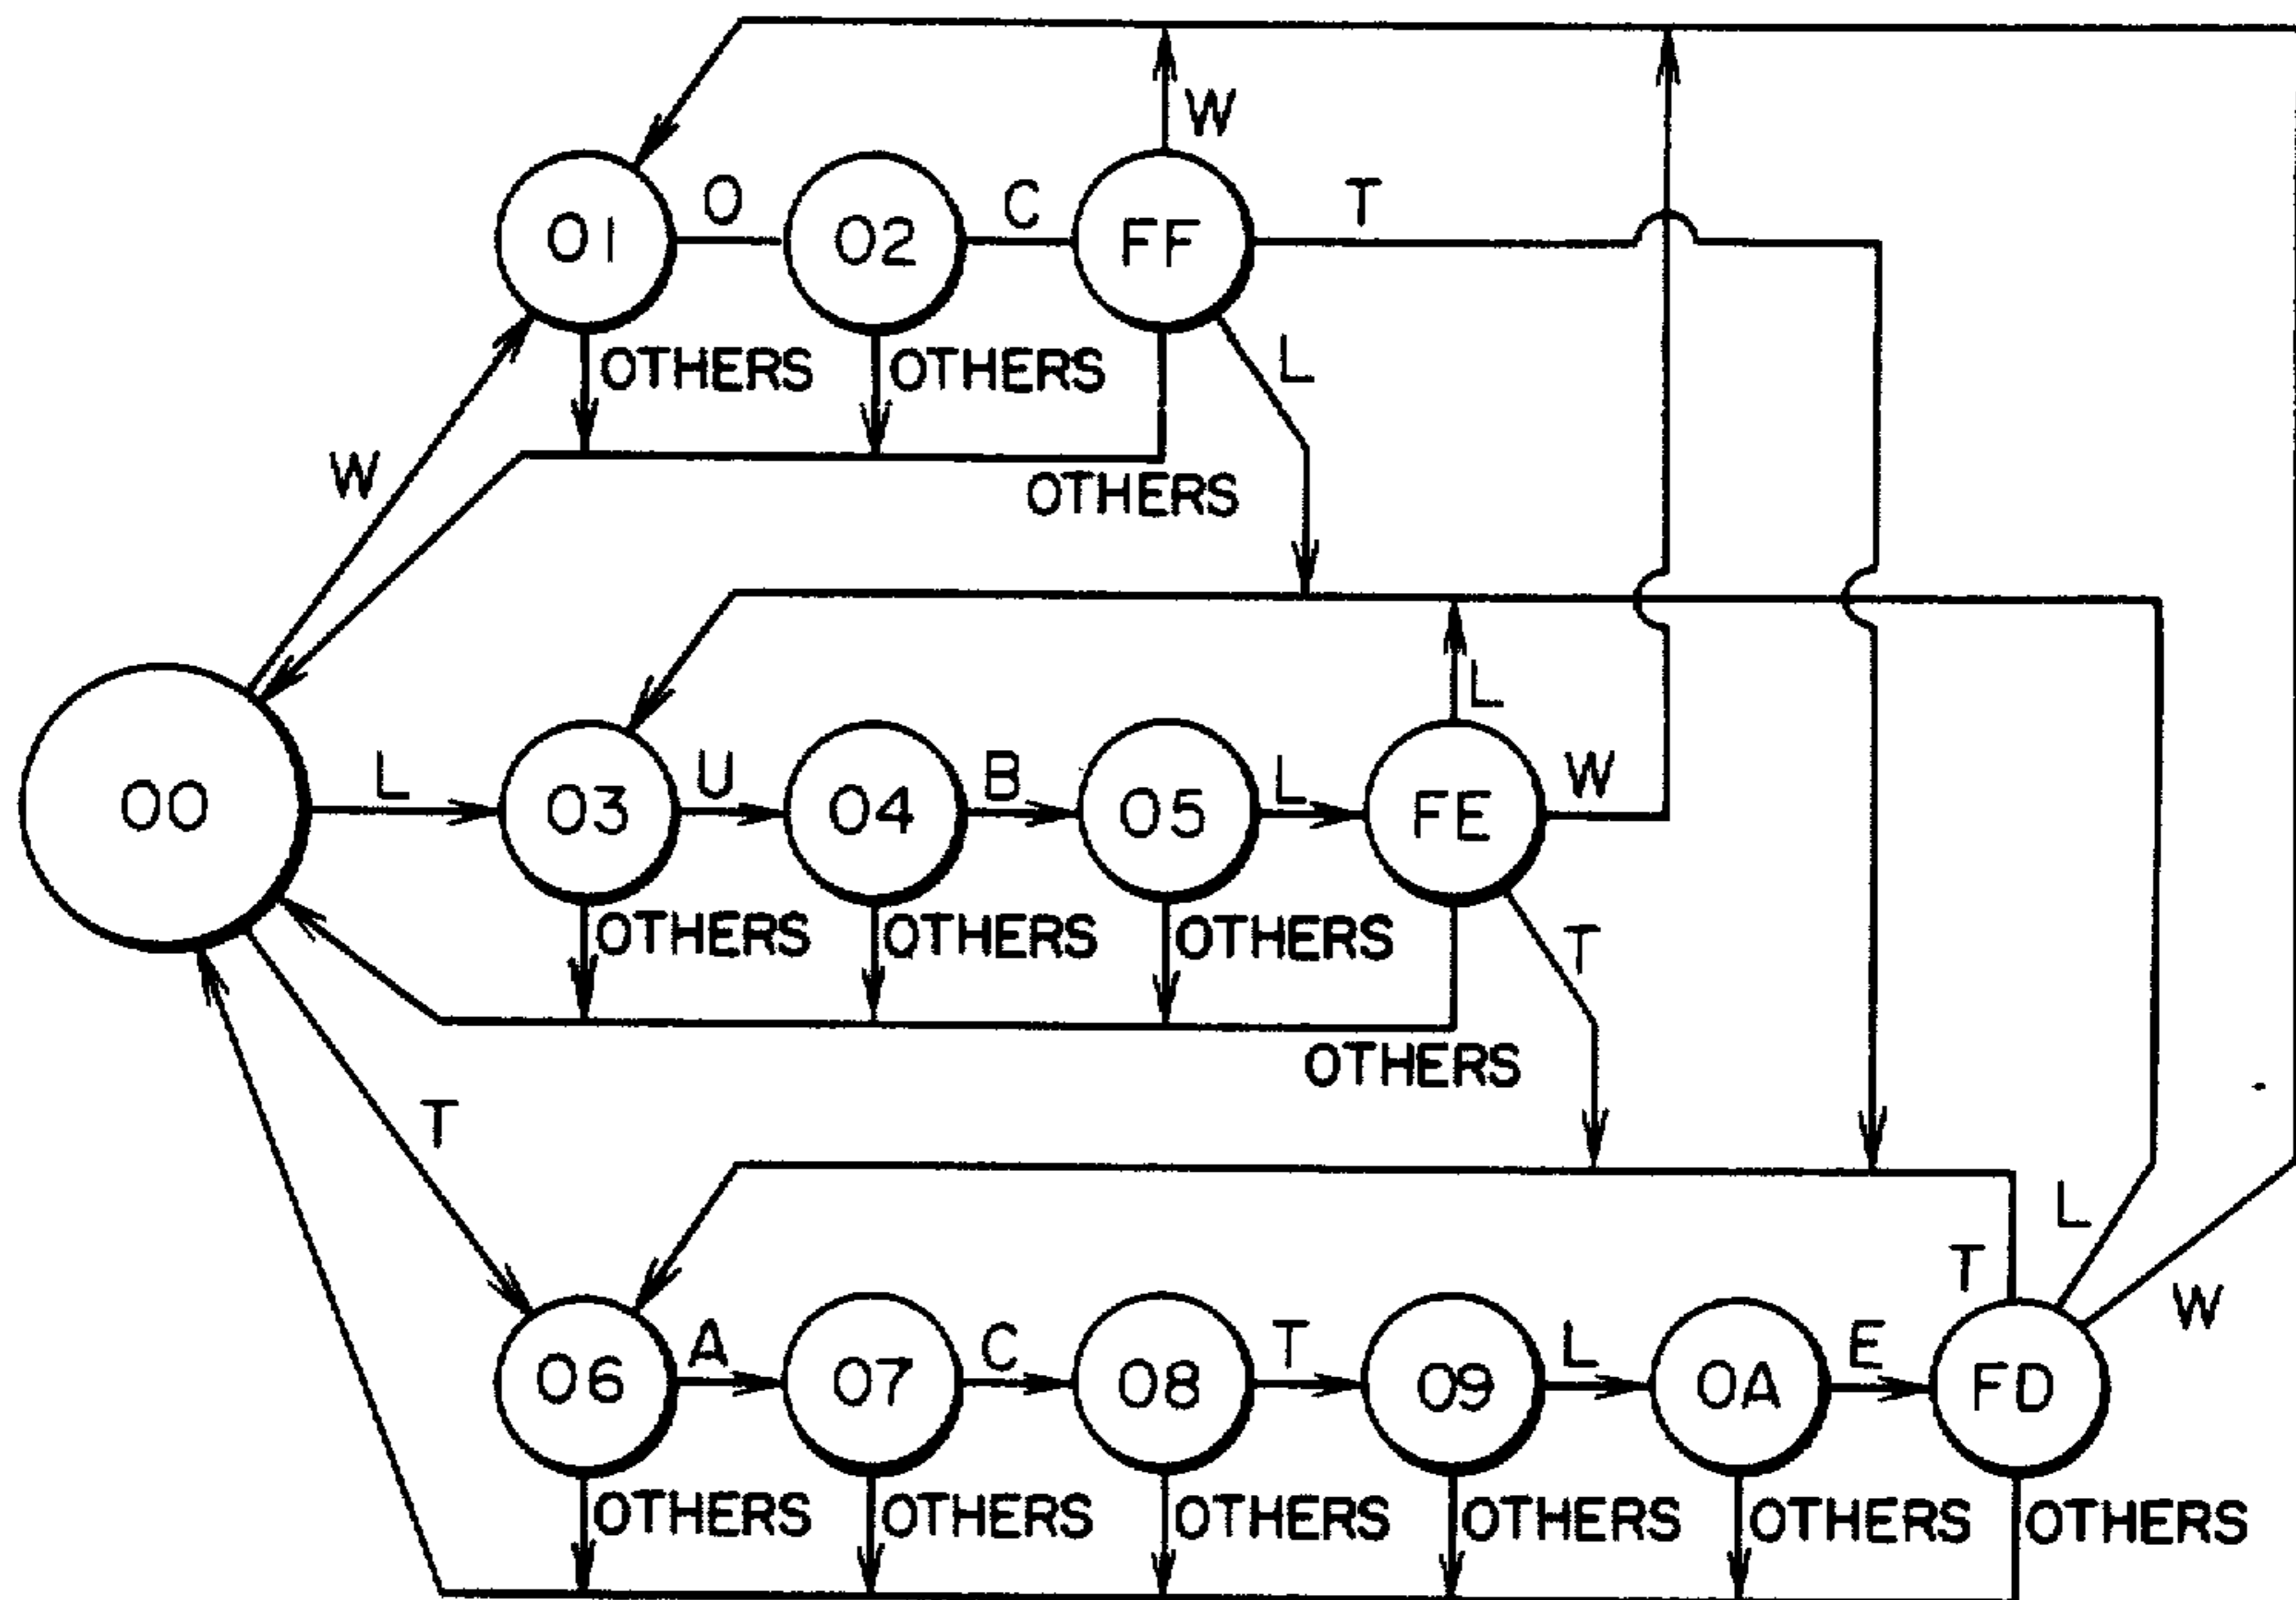 W
O C T
01 02 FF
OTHERS OTHERS L
W
OTHERS
L
L U B L W
00 03 04 05 FE
OTHERS OTHERS OTHERS T
OTHERS
T
L
T
W
A C T L E
06 07 08 09 0A FD
OTHERS OTHERS OTHERS OTHERS OTHERS OTHERS